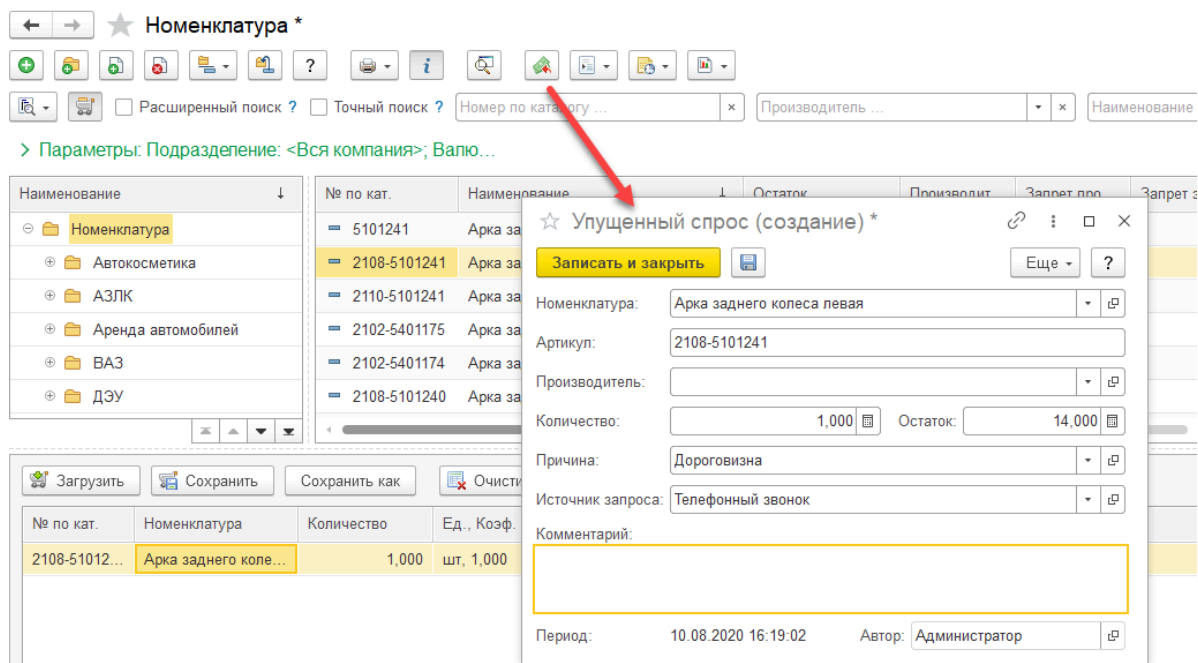 Номенклатура *
?
i
Расширенный поиск ? Точный поиск ? Номер по каталогу ... × Производитель ... × Наименование
Параметры: Подразделение: <Вся компания>; Валю...
Наименование ↓ № по кат. Наименование ↓ Остаток Производит... Запрет про...
Номенклатура
Автокосметика
АЗЛК
Аренда автомобилей
ВАЗ
ДЭУ
5101241 Арка за
2108-5101241 Арка за
2110-5101241 Арка за
2102-5401175 Арка за
2102-5401174 Арка за
2108-5101240 Арка за
Упущенный спрос (создание) *
Записать и закрыть Еще ?
Номенклатура: Арка заднего колеса левая
Артикул: 2108-5101241
Производитель:
Количество: 1,000 Остаток: 14,000
Причина: Дороговизна
Источник запроса: Телефонный звонок
Комментарий:
Период: 10.08.2020 16:19:02 Автор: Администратор
Загрузить Сохранить Сохранить как Очисти
№ по кат. Номенклатура Количество Ед., Коэф.
2108-51012... Арка заднего коле... 1,000 шт, 1,000